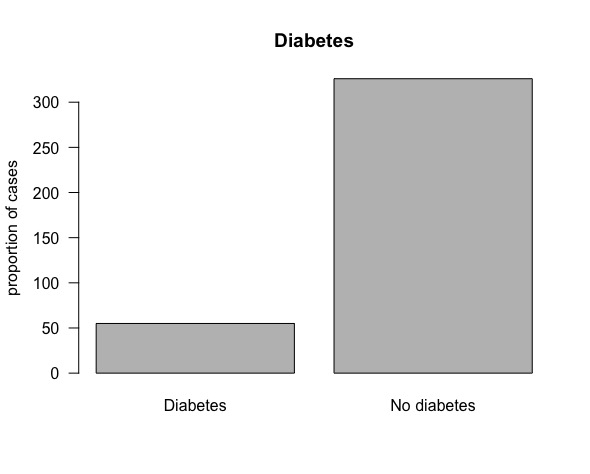 Diabetes
proportion of cases
300
250
200
150
100
50
0
Diabetes
No diabetes